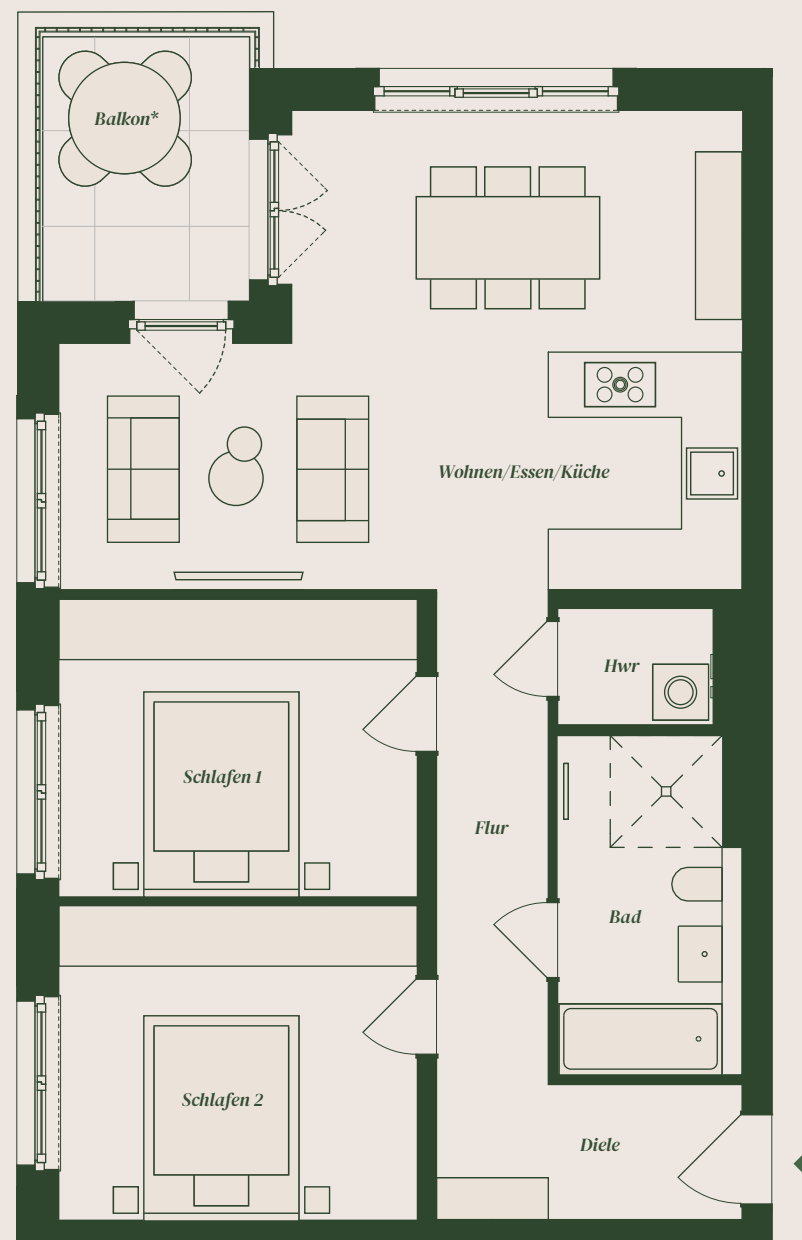 Balkon*
Wohnen/Essen/Küche
Hwr
Schlafen 1
Flur
Bad
Schlafen 2
Diele